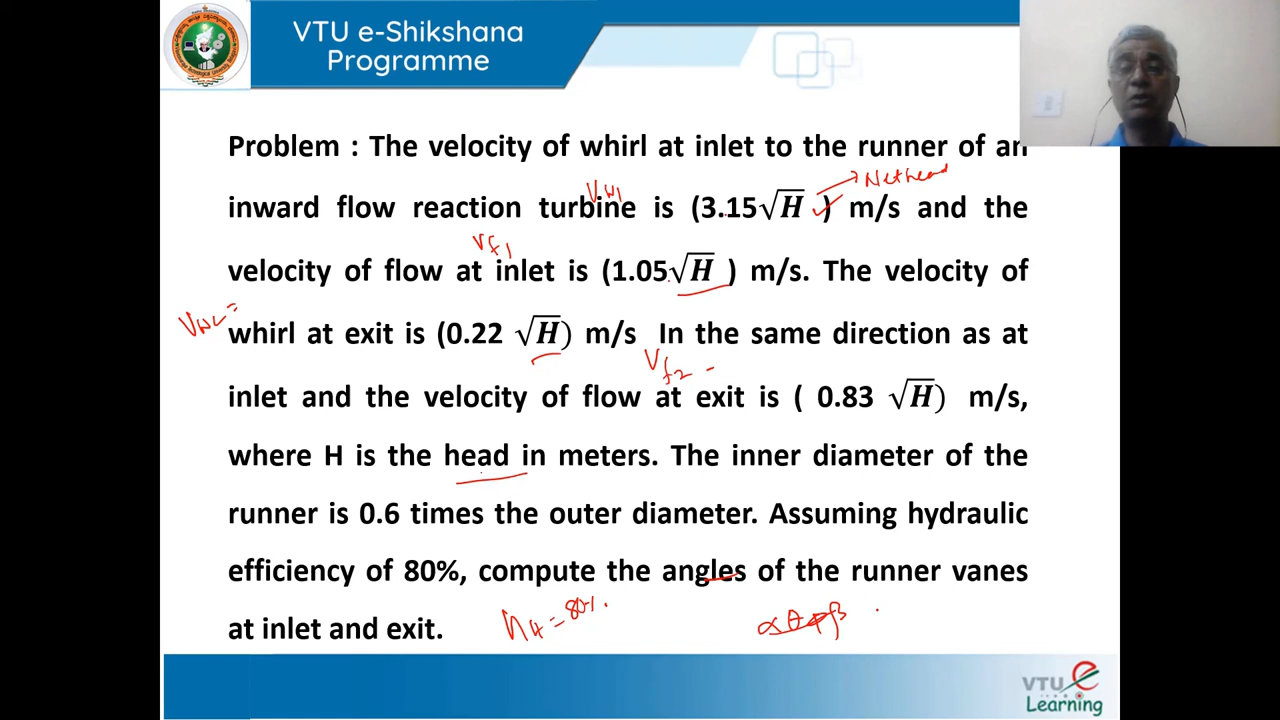 VTU e-Shikshana
Programme
Problem : The velocity of whirl at inlet to the runner of an
Net head
Vw1
inward flow reaction turbine is (3.15√H ) m/s and the
Vf1
velocity of flow at inlet is (1.05√H ) m/s. The velocity of
Vw2 =
whirl at exit is (0.22 √H) m/s In the same direction as at
Vf2 -
inlet and the velocity of flow at exit is ( 0.83 √H) m/s,
where H is the head in meters. The inner diameter of the
runner is 0.6 times the outer diameter. Assuming hydraulic
efficiency of 80%, compute the angles of the runner vanes
at inlet and exit.
ηH = 80%.
α θ φ β
VTU e
Learning